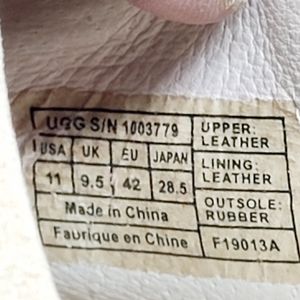 UGG S/N 1003779
USA UK EU JAPAN
11 9.5 42 28.5
Made in China
Fabrique en Chine
UPPER:
LEATHER
LINING:
LEATHER
OUTSOLE:
RUBBER
F19013A